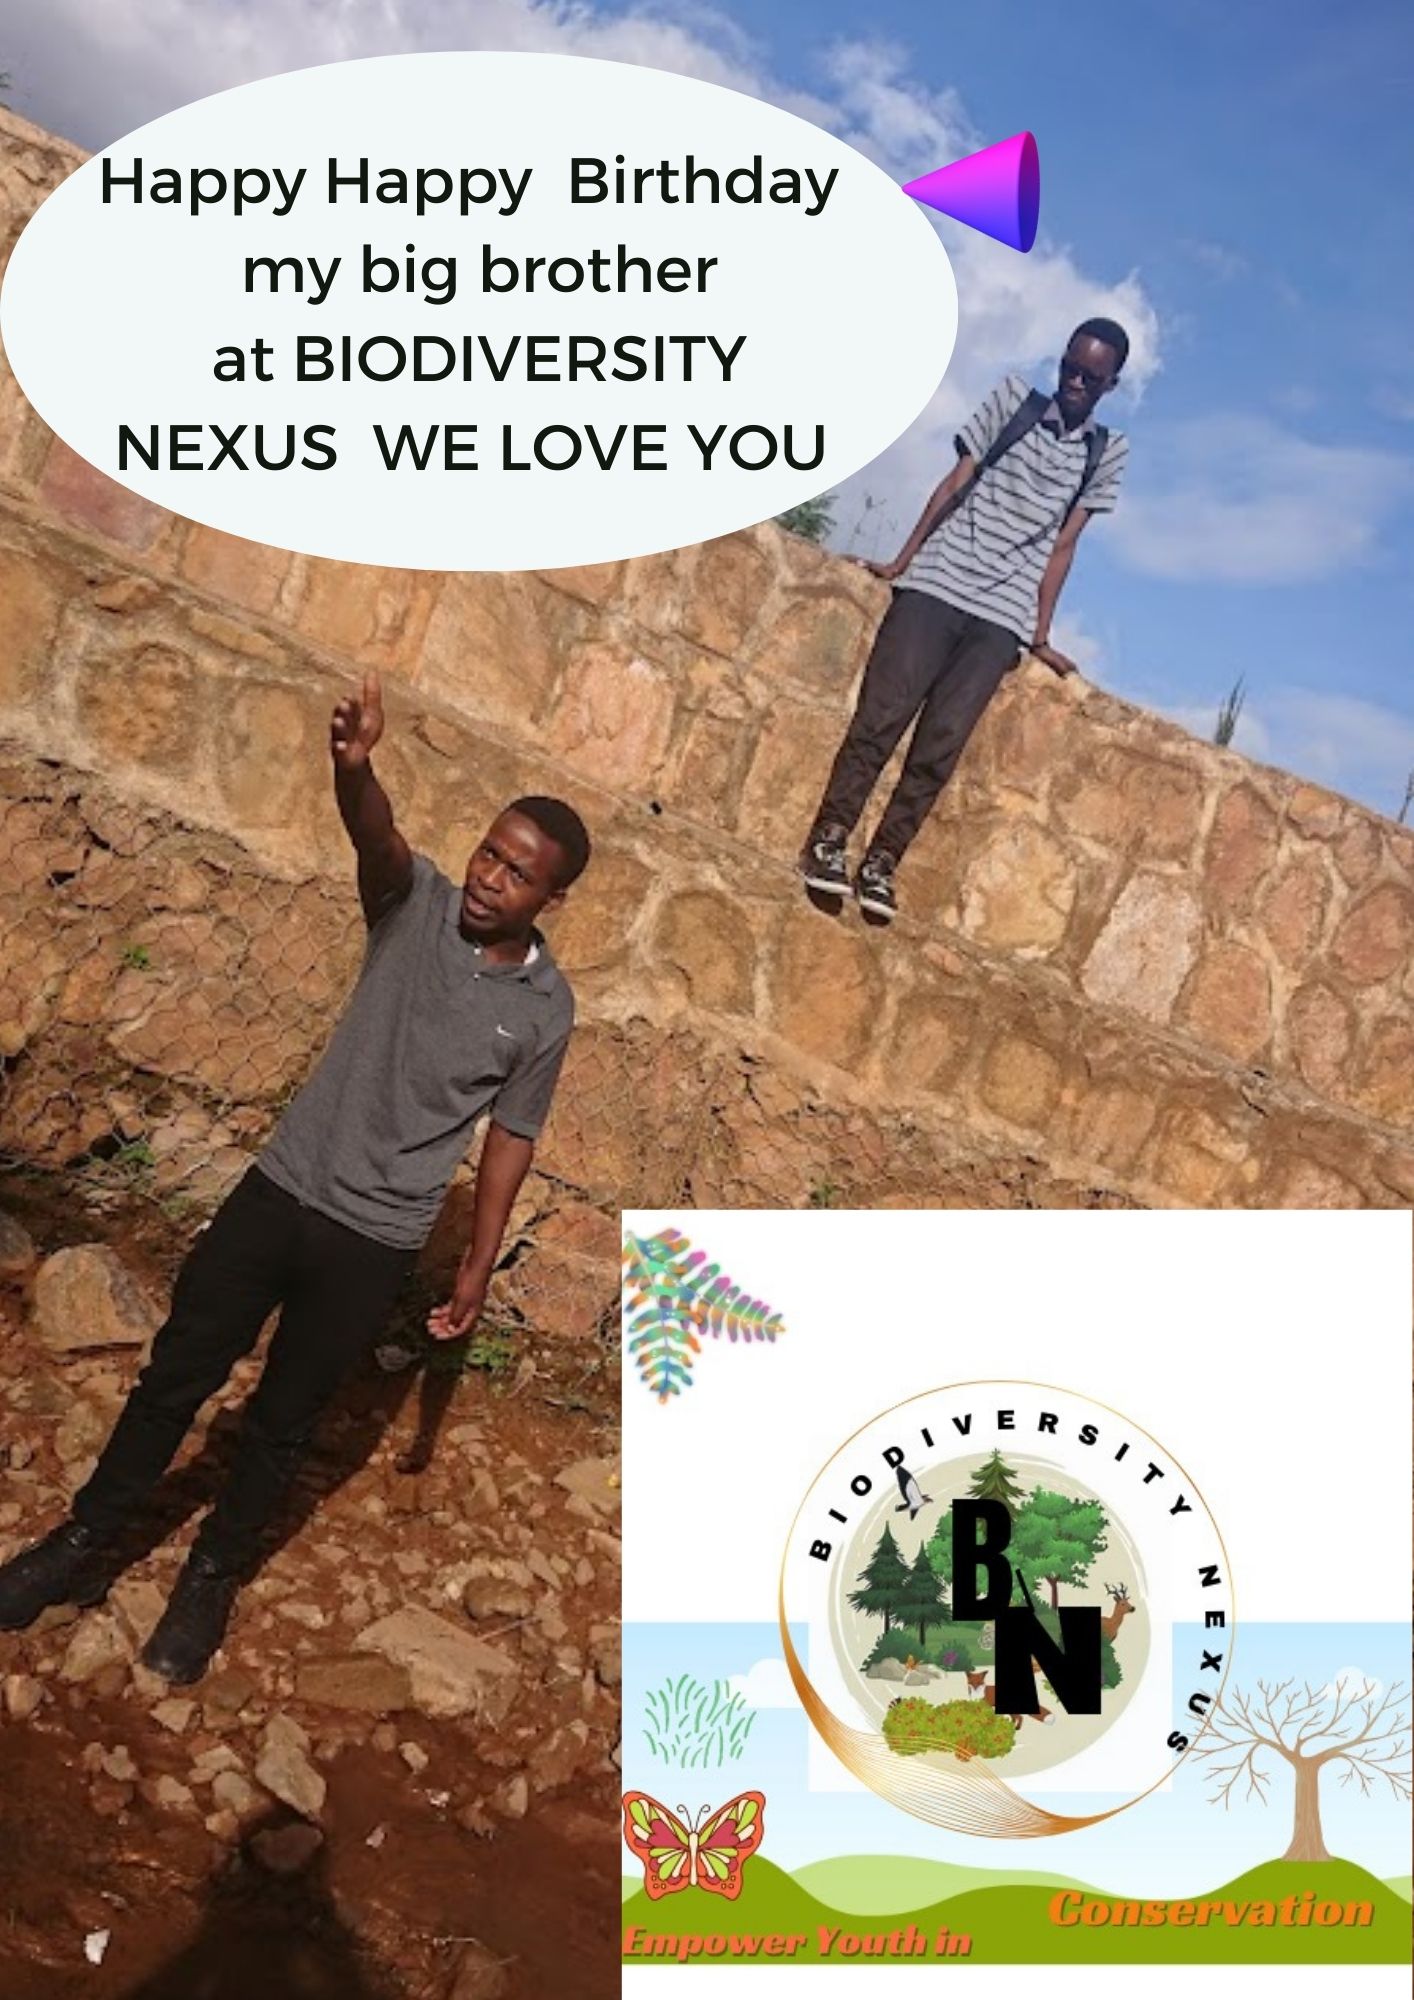 Happy Happy  Birthday
my big brother
at BIODIVERSITY
NEXUS  WE LOVE YOU
BIODIVERSITY NEXUS
BN
Conservation
Empower Youth in